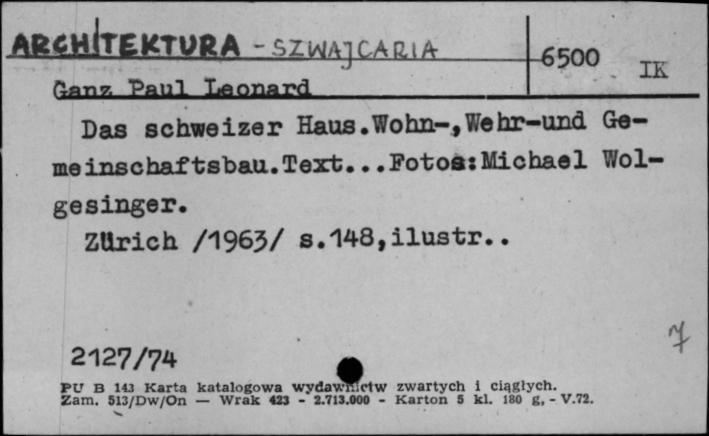 ARCHITEKTURA - SZWAJCARIA 6500 IK
Ganz Paul Leonard
Das schweizer Haus.Wohn-,Wehr-und Ge-
meinschaftsbau.Text...Fotos:Michael Wol-
gesinger.
Zürich /1963/ s.148,ilustr..
7
2127/74
PU B 143 Karta katalogowa wydawnictw zwartych i ciągłych.
Zam. 513/Dw/On — Wrak 423 - 2.713.000 - Karton 5 kl. 180 g, - V.72.